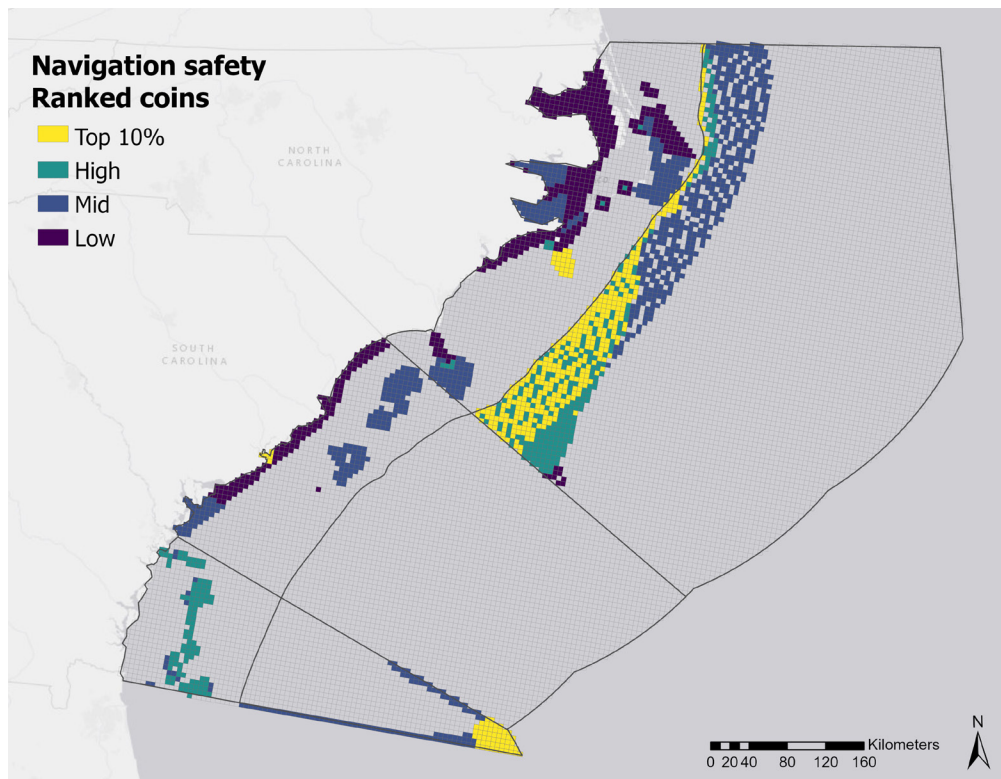 Navigation safety
Ranked coins
Top 10%
High
Mid
Low
NORTH
CAROLINA
SOUTH
CAROLINA
N
Kilometers
0 20 40 80 120 160